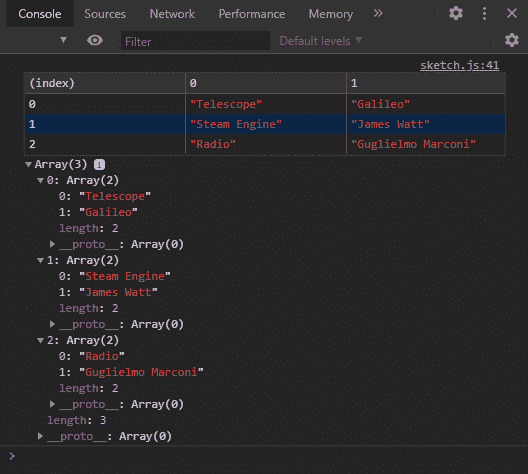 Console Sources Network Performance Memory »
Filter Default levels
sketch.js:41
(index) 0 1
0 "Telescope" "Galileo"
1 "Steam Engine" "James Watt"
2 "Radio" "Guglielmo Marconi"
Array(3) i
0: Array(2)
0: "Telescope"
1: "Galileo"
length: 2
__proto__: Array(0)
1: Array(2)
0: "Steam Engine"
1: "James Watt"
length: 2
__proto__: Array(0)
2: Array(2)
0: "Radio"
1: "Guglielmo Marconi"
length: 2
__proto__: Array(0)
length: 3
__proto__: Array(0)
>